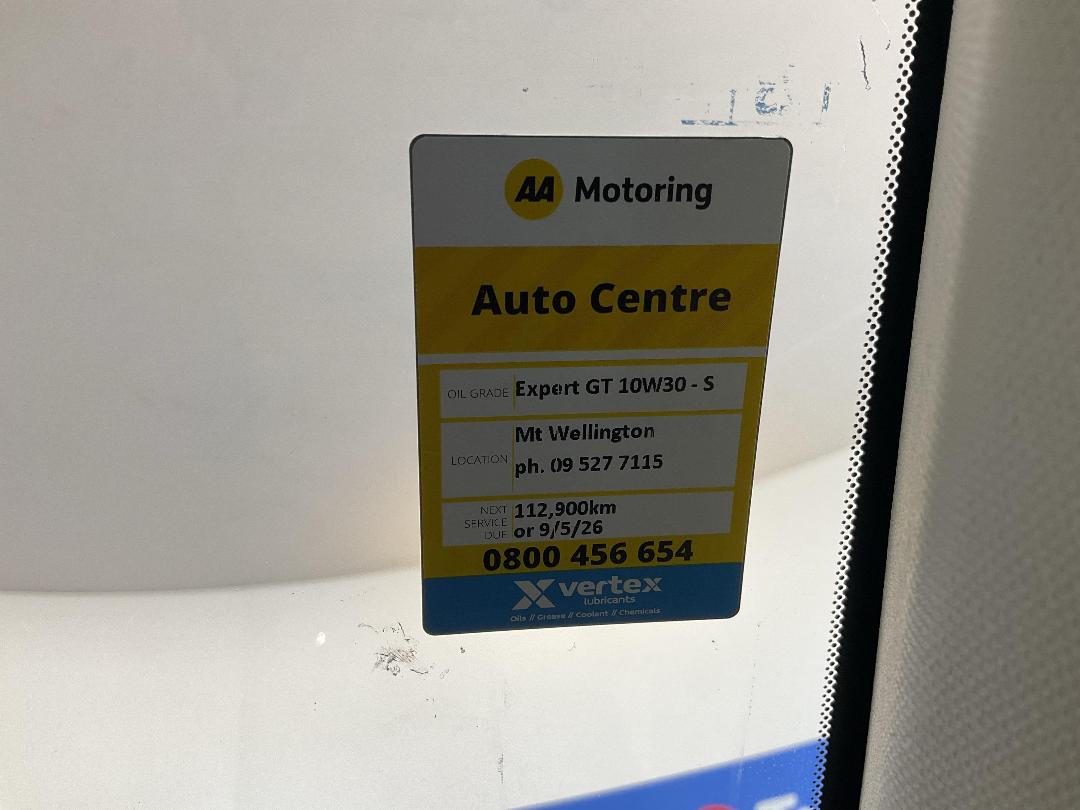 AA Motoring
Auto Centre
OIL GRADE Expert GT 10W30 - S
LOCATION Mt Wellington
ph. 09 527 7115
NEXT SERVICE DUE 112,900km
or 9/5/26
0800 456 654
vertex
lubricants
Oils // Grease // Coolant // Chemicals